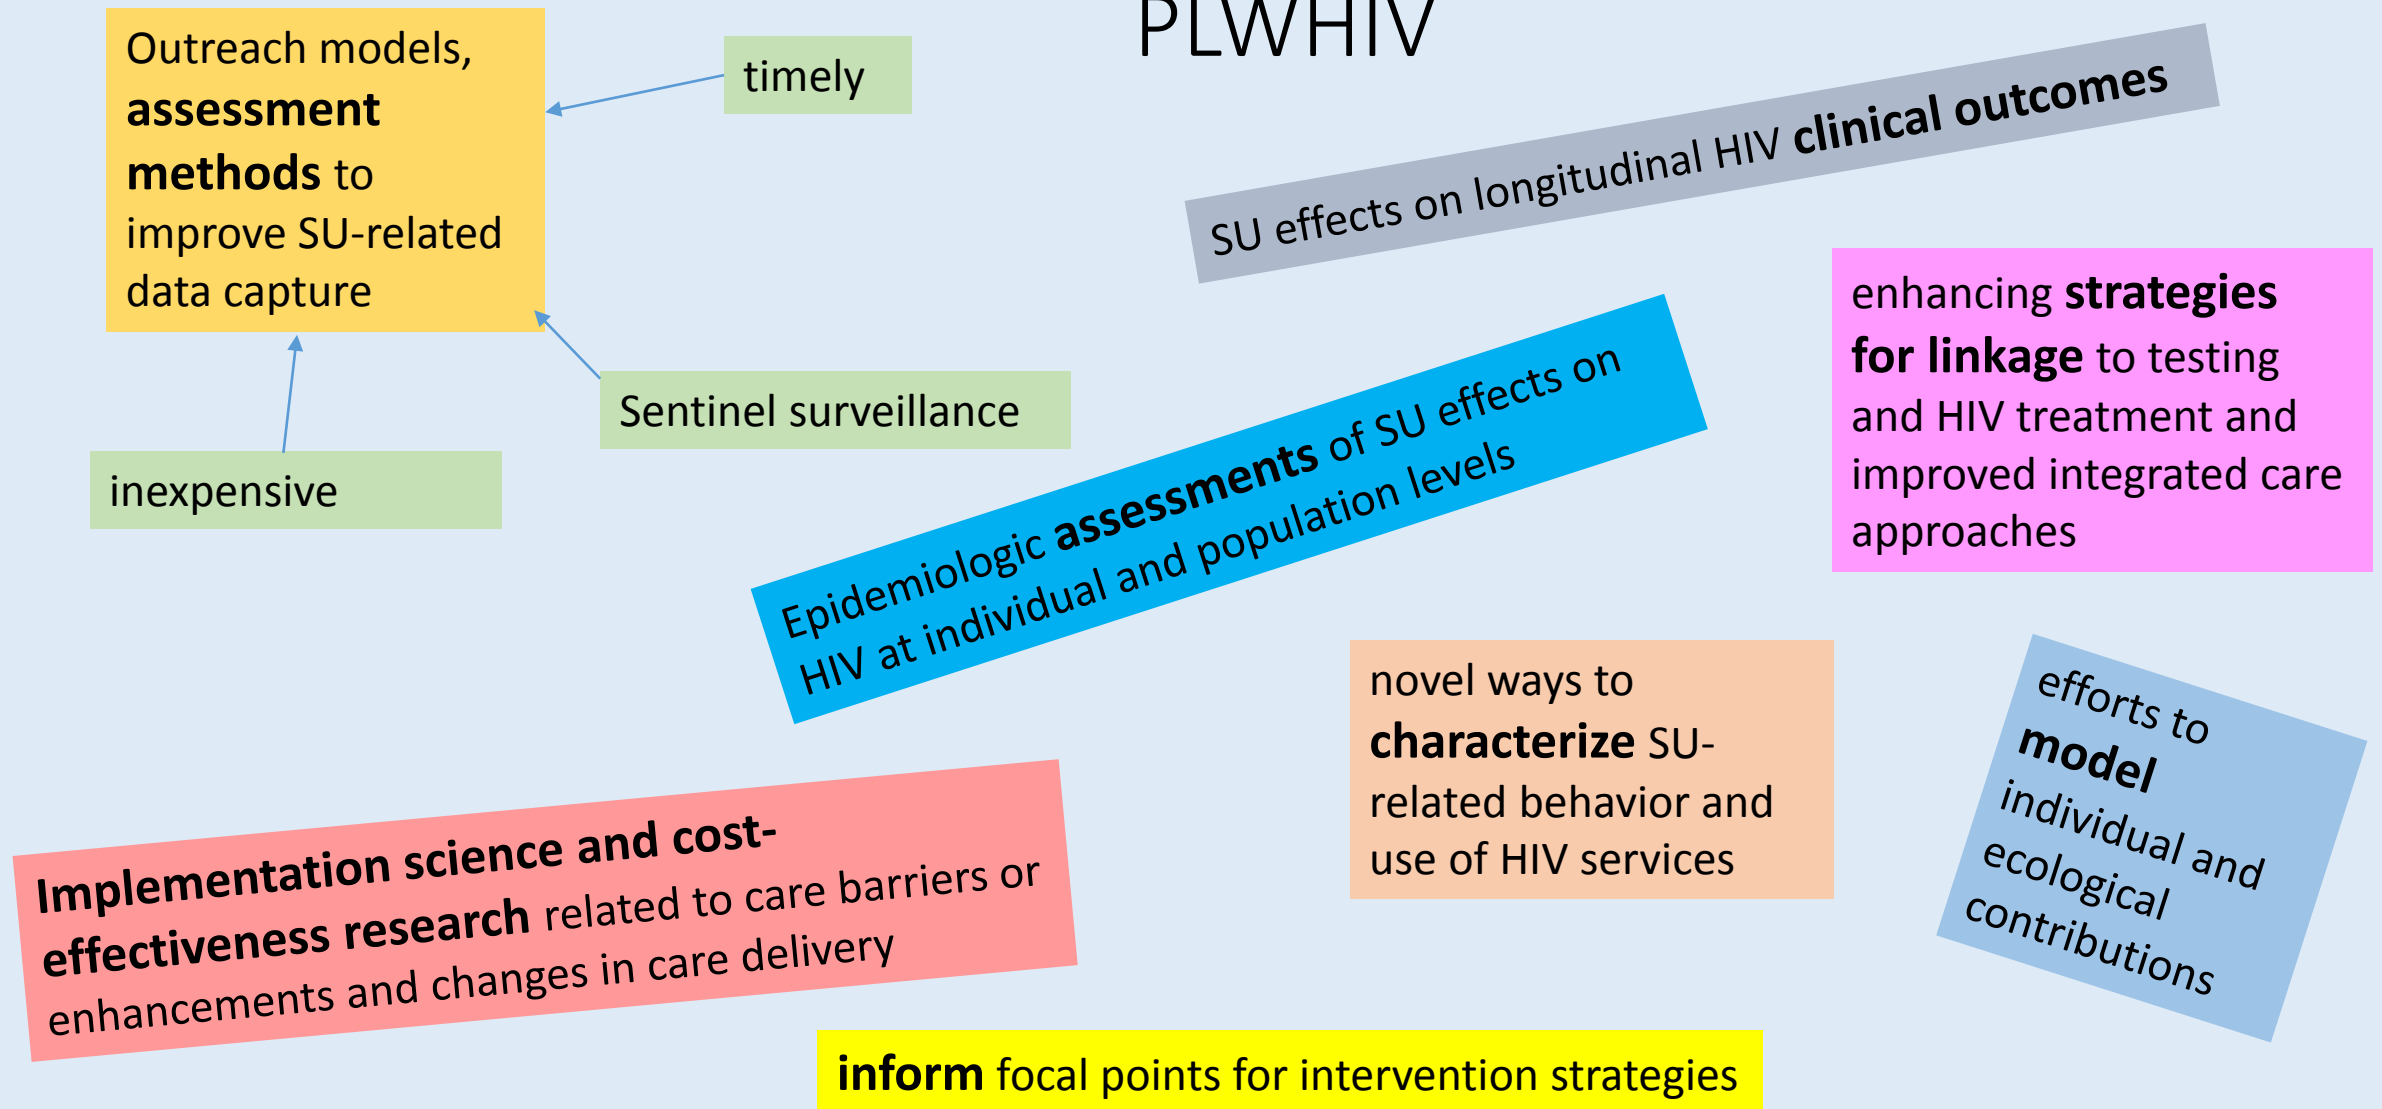 PLWHIV
Outreach models,
assessment
methods to
improve SU-related
data capture
timely
Sentinel surveillance
inexpensive
SU effects on longitudinal HIV clinical outcomes
enhancing strategies
for linkage to testing
and HIV treatment and
improved integrated care
approaches
Epidemiologic assessments of SU effects on
HIV at individual and population levels
novel ways to
characterize SU-
related behavior and
use of HIV services
efforts to
model
individual and
ecological
contributions
Implementation science and cost-
effectiveness research related to care barriers or
enhancements and changes in care delivery
inform focal points for intervention strategies